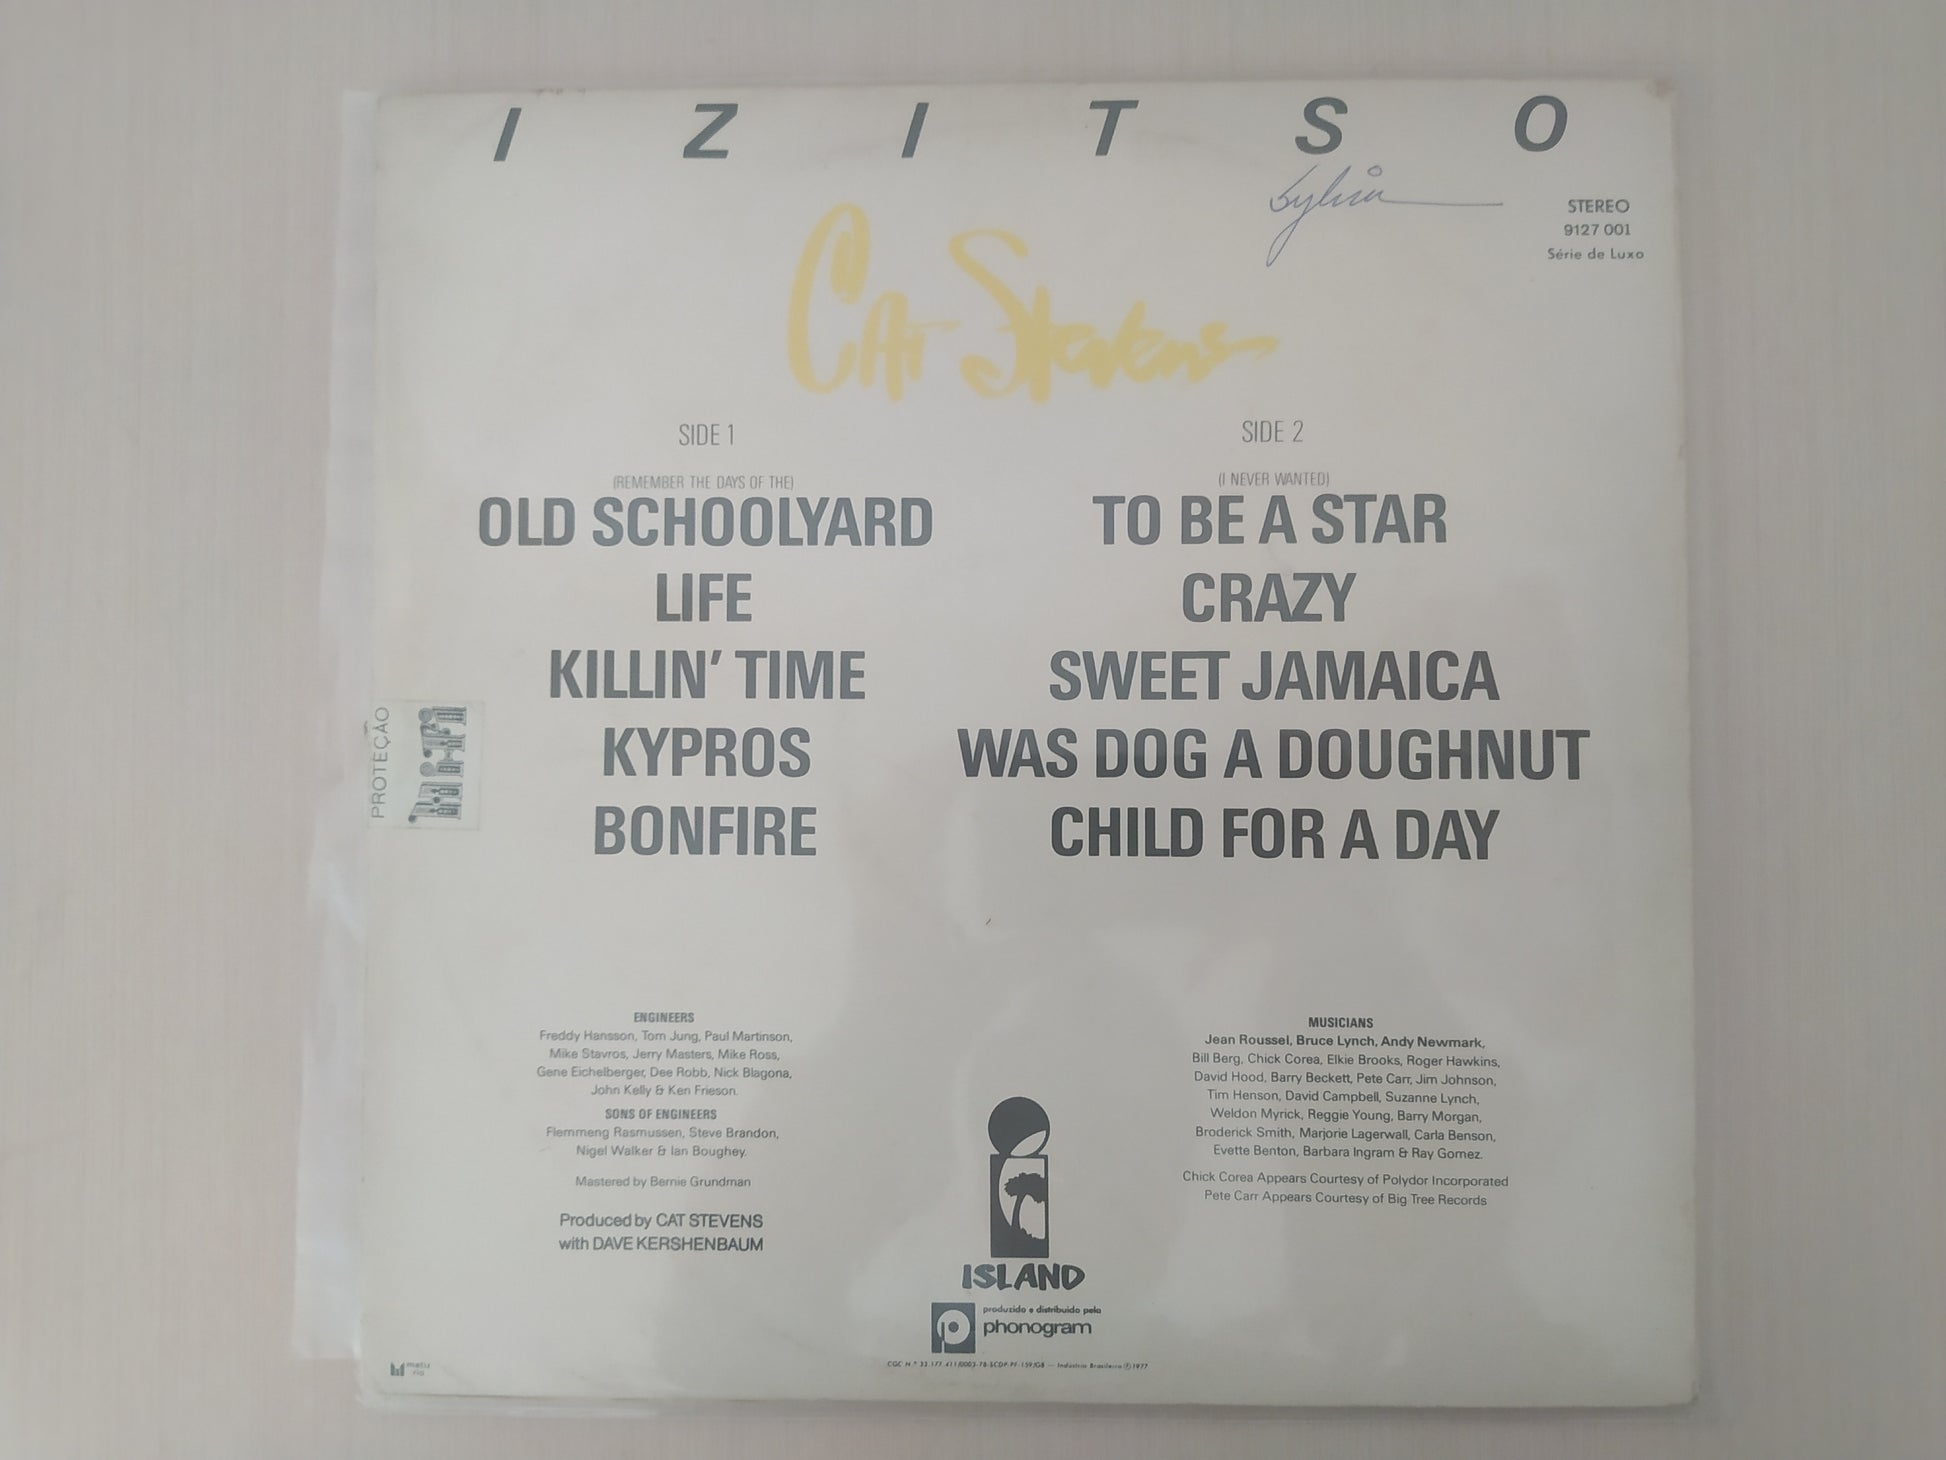 I Z I T S O
Sylvia
STEREO
9127 001
Série de Luxo
Cat Stevens
SIDE 1
(REMEMBER THE DAYS OF THE)
OLD SCHOOLYARD
LIFE
KILLIN' TIME
KYPROS
BONFIRE
SIDE 2
(I NEVER WANTED)
TO BE A STAR
CRAZY
SWEET JAMAICA
WAS DOG A DOUGHNUT
CHILD FOR A DAY
PROTEÇÃO
ENGINEERS
Freddy Hansson, Tom Jung, Paul Martinson,
Mike Stavros, Jerry Masters, Mike Ross,
Gene Eichelberger, Dee Robb, Nick Blagona,
John Kelly & Ken Frieson.
SONS OF ENGINEERS
Flemmeng Rasmussen, Steve Brandon,
Nigel Walker & Ian Boughey.
Mastered by Bernie Grundman
Produced by CAT STEVENS
with DAVE KERSHENBAUM
MUSICIANS
Jean Roussel, Bruce Lynch, Andy Newmark,
Bill Berg, Chick Corea, Elkie Brooks, Roger Hawkins,
David Hood, Barry Beckett, Pete Carr, Jim Johnson,
Tim Henson, David Campbell, Suzanne Lynch,
Weldon Myrick, Reggie Young, Barry Morgan,
Broderick Smith, Marjorie Lagerwall, Carla Benson,
Evette Benton, Barbara Ingram & Ray Gomez.
Chick Corea Appears Courtesy of Polydor Incorporated
Pete Carr Appears Courtesy of Big Tree Records
ISLAND
produzido e distribuido pela
phonogram
Indústria Brasileira ℗ 1977